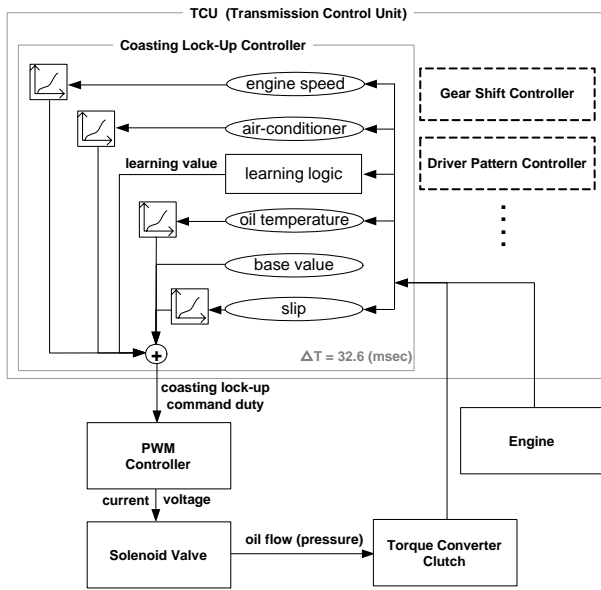 TCU (Transmission Control Unit)
Coasting Lock-Up Controller
engine speed
air-conditioner
learning value
learning logic
oil temperature
base value
slip
+
ΔT = 32.6 (msec)
Gear Shift Controller
Driver Pattern Controller
coasting lock-up
command duty
PWM
Controller
Engine
current voltage
Solenoid Valve
oil flow (pressure)
Torque Converter
Clutch